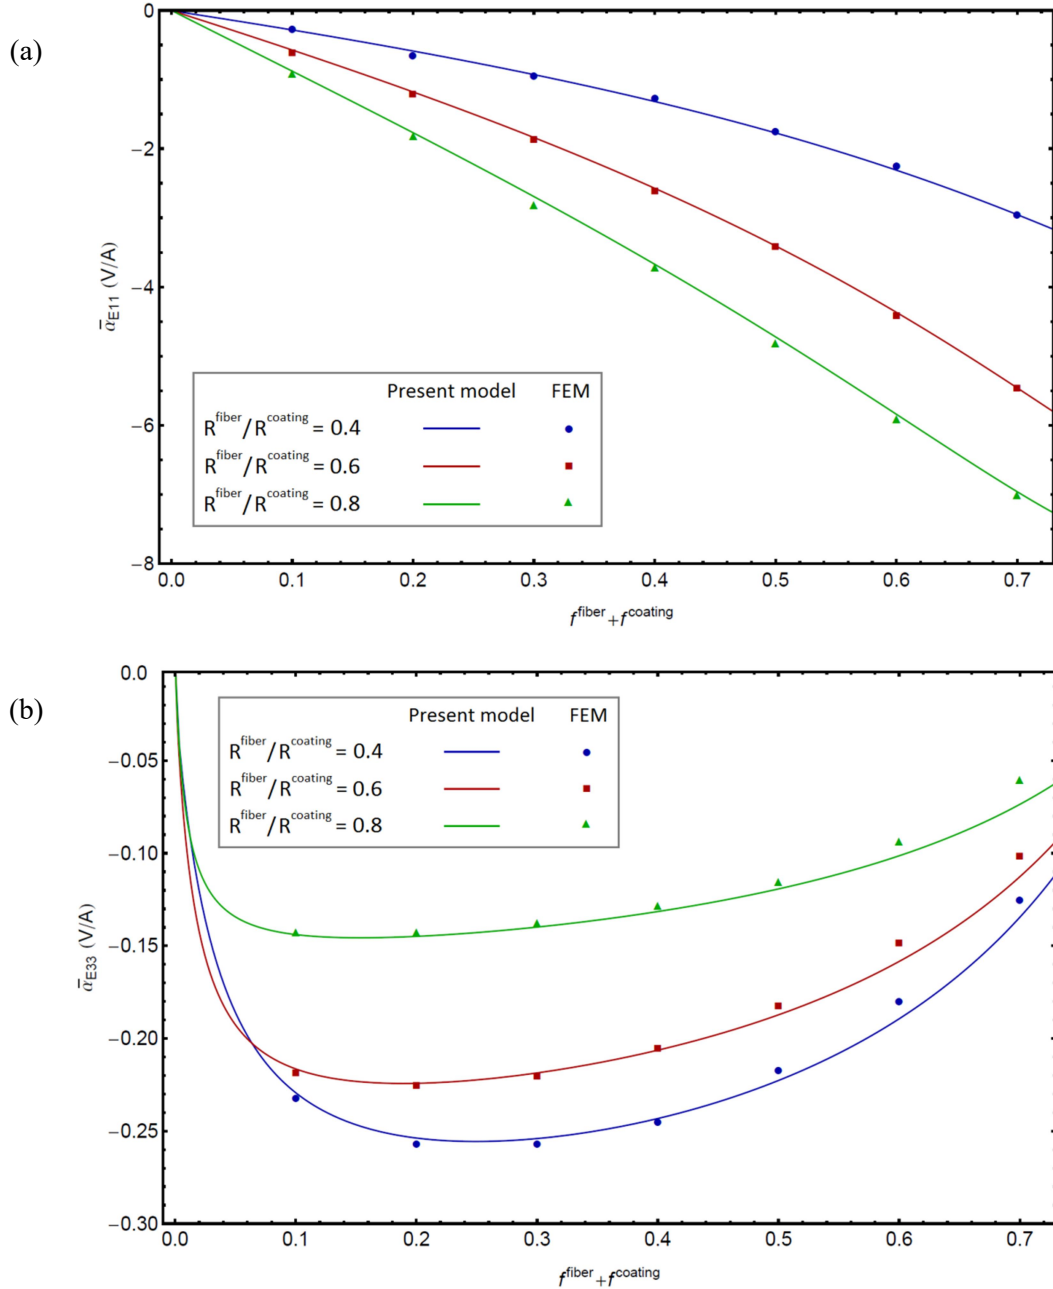 (a)
0
−2
−4
−6
−8
ᾱE11 (V/A)
Present model FEM
Rfiber/Rcoating = 0.4
Rfiber/Rcoating = 0.6
Rfiber/Rcoating = 0.8
0.0 0.1 0.2 0.3 0.4 0.5 0.6 0.7
ffiber+fcoating
(b)
0.0
−0.05
−0.10
−0.15
−0.20
−0.25
−0.30
ᾱE33 (V/A)
Present model FEM
Rfiber/Rcoating = 0.4
Rfiber/Rcoating = 0.6
Rfiber/Rcoating = 0.8
0.0 0.1 0.2 0.3 0.4 0.5 0.6 0.7
ffiber+fcoating